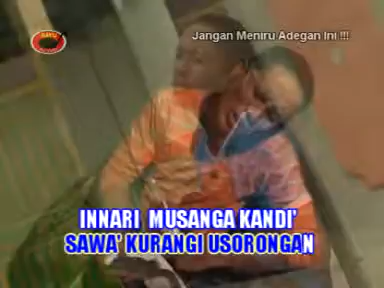 Jangan Meniru Adegan Ini !!!
INNARI MUSANGA KANDI'
SAWA' KURANGI USORONGAN